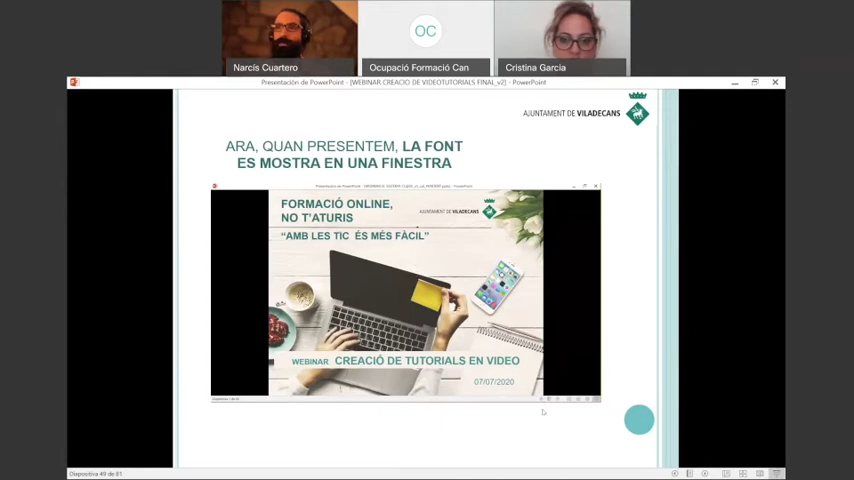 OC
Narcís Cuartero
Ocupació Formació Can
Cristina Garcia
Presentación de PowerPoint - [WEBINAR CREACIO DE VIDEOTUTORIALS FINAL_v2] - PowerPoint
AJUNTAMENT DE VILADECANS
ARA, QUAN PRESENTEM, LA FONT
ES MOSTRA EN UNA FINESTRA
FORMACIÓ ONLINE,
NO T'ATURIS
AJUNTAMENT DE VILADECANS
“AMB LES TIC ÉS MÉS FÀCIL”
WEBINAR CREACIÓ DE TUTORIALS EN VIDEO
07/07/2020
Diapositiva 49 de 81